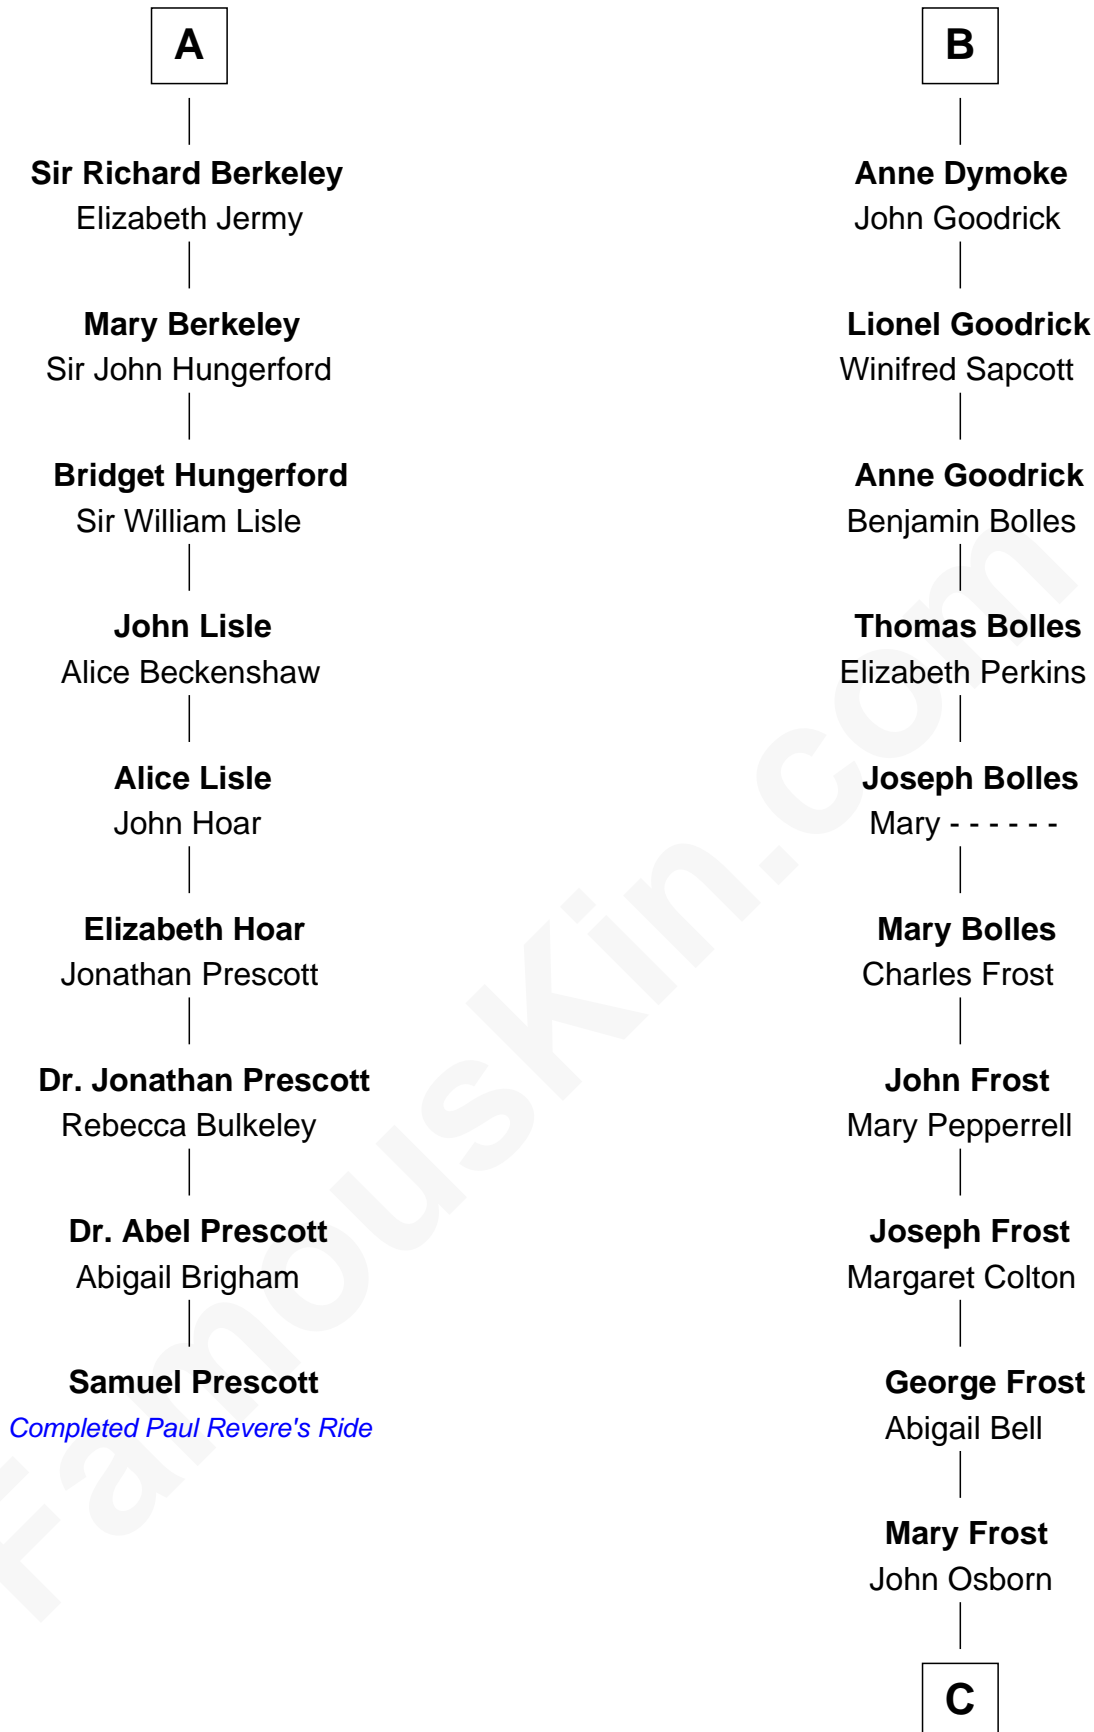 A
Sir Richard Berkeley
Elizabeth Jermy
Mary Berkeley
Sir John Hungerford
Bridget Hungerford
Sir William Lisle
John Lisle
Alice Beckenshaw
Alice Lisle
John Hoar
Elizabeth Hoar
Jonathan Prescott
Dr. Jonathan Prescott
Rebecca Bulkeley
Dr. Abel Prescott
Abigail Brigham
Samuel Prescott
Completed Paul Revere's Ride
B
Anne Dymoke
John Goodrick
Lionel Goodrick
Winifred Sapcott
Anne Goodrick
Benjamin Bolles
Thomas Bolles
Elizabeth Perkins
Joseph Bolles
Mary - - - - - -
Mary Bolles
Charles Frost
John Frost
Mary Pepperrell
Joseph Frost
Margaret Colton
George Frost
Abigail Bell
Mary Frost
John Osborn
C
FamousKin.com